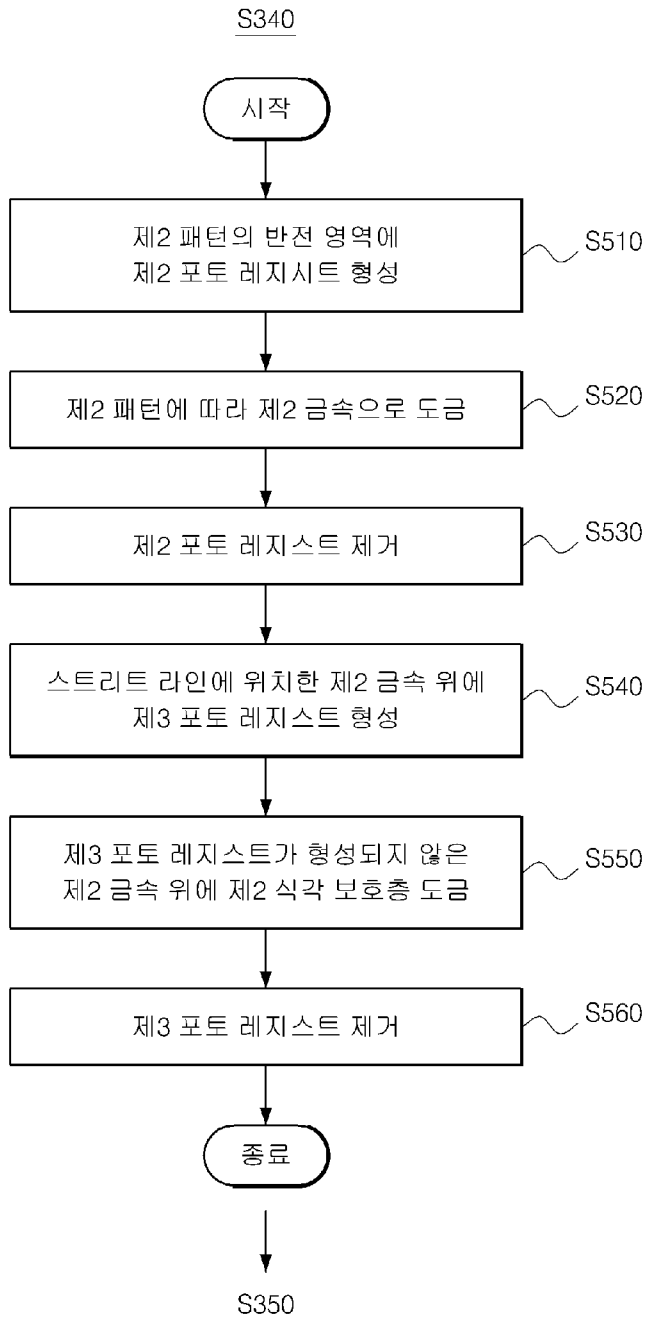 S340
시작
제2 패턴의 반전 영역에
제2 포토 레지시트 형성
S510
제2 패턴에 따라 제2 금속으로 도금
S520
제2 포토 레지스트 제거
S530
스트리트 라인에 위치한 제2 금속 위에
제3 포토 레지스트 형성
S540
제3 포토 레지스트가 형성되지 않은
제2 금속 위에 제2 식각 보호층 도금
S550
제3 포토 레지스트 제거
S560
종료
S350